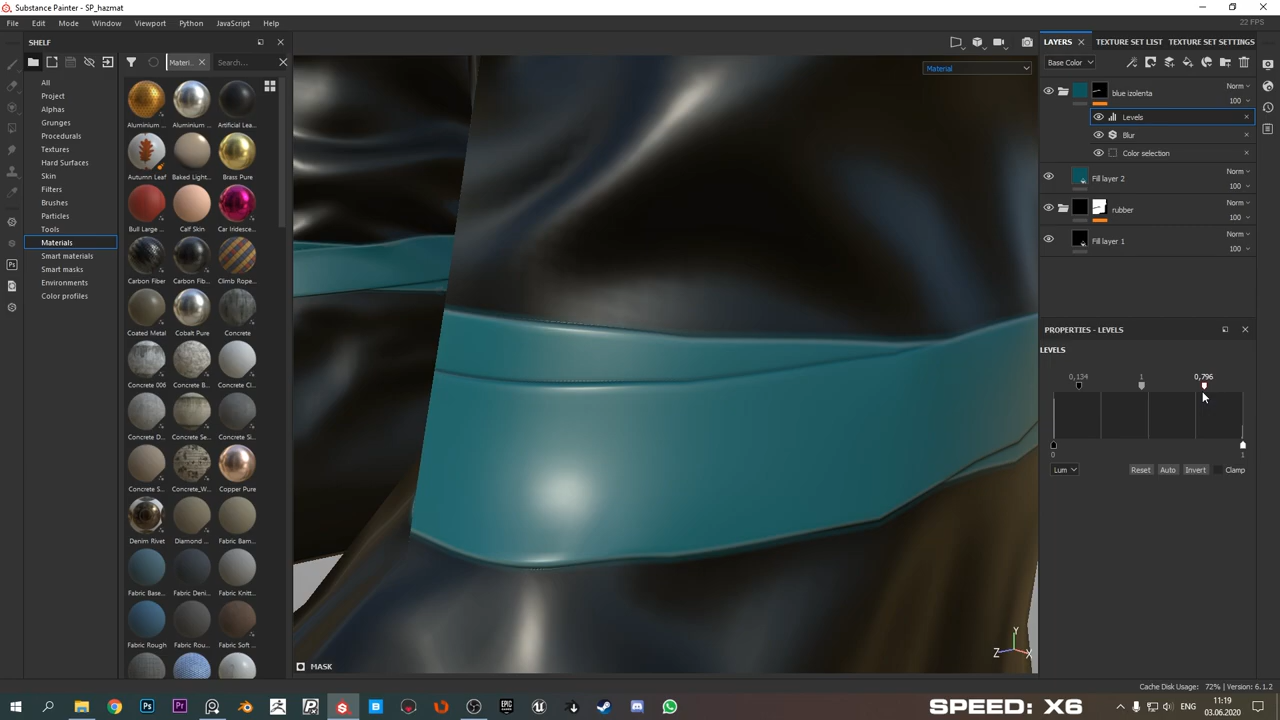 Substance Painter - SP_hazmat
File Edit Mode Window Viewport Python JavaScript Help
22 FPS
SHELF
Materi...
Search...
All
Project
Alphas
Grunges
Procedurals
Textures
Hard Surfaces
Skin
Filters
Brushes
Particles
Tools
Materials
Smart materials
Smart masks
Environments
Color profiles
Aluminium ... Aluminium ... Artificial Lea...
Autumn Leaf Baked Light... Brass Pure
Bull Large ... Calf Skin Car Iridesce...
Carbon Fiber Carbon Fib... Climb Rope...
Coated Metal Cobalt Pure Concrete
Concrete 006 Concrete B... Concrete Cl...
Concrete D... Concrete Se... Concrete Si...
Concrete S... Concrete_W... Copper Pure
Denim Rivet Diamond ... Fabric Bam...
Fabric Base... Fabric Deni... Fabric Knitt...
Fabric Rough Fabric Rou... Fabric Soft ...
Material
MASK
Y
Z
X
LAYERS TEXTURE SET LIST TEXTURE SET SETTINGS
Base Color
blue izolenta
Norm
100
Levels
Blur
Color selection
Fill layer 2
Norm
100
rubber
Norm
100
Fill layer 1
Norm
100
PROPERTIES - LEVELS
LEVELS
0,134 1 0,796
0 1
Lum Reset Auto Invert Clamp
Cache Disk Usage: 72% | Version: 6.1.2
Ps Pr
SPEED: X6
ENG
11:19
03.06.2020